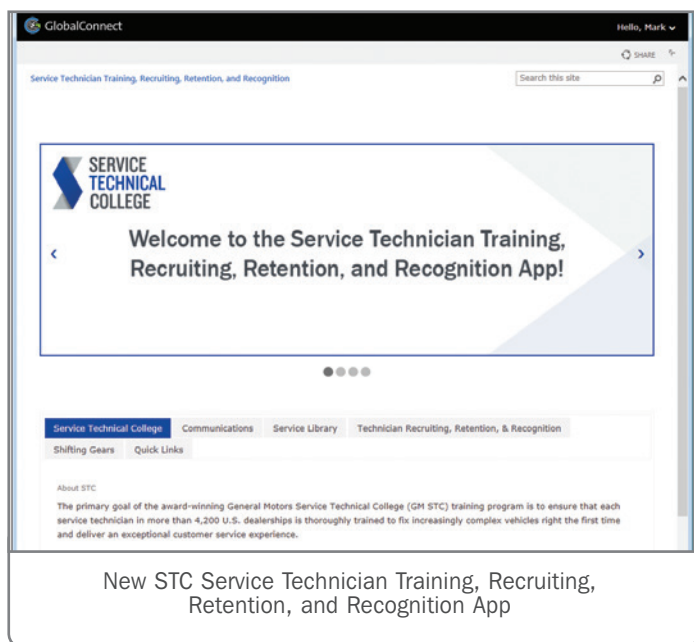 GlobalConnect
Hello, Mark
SHARE
Service Technician Training, Recruiting, Retention, and Recognition
Search this site
SERVICE
TECHNICAL
COLLEGE
Welcome to the Service Technician Training,
Recruiting, Retention, and Recognition App!
Service Technical College Communications Service Library Technician Recruiting, Retention, & Recognition
Shifting Gears Quick Links
About STC
The primary goal of the award-winning General Motors Service Technical College (GM STC) training program is to ensure that each
service technician in more than 4,200 U.S. dealerships is thoroughly trained to fix increasingly complex vehicles right the first time
and deliver an exceptional customer service experience.
New STC Service Technician Training, Recruiting,
Retention, and Recognition App